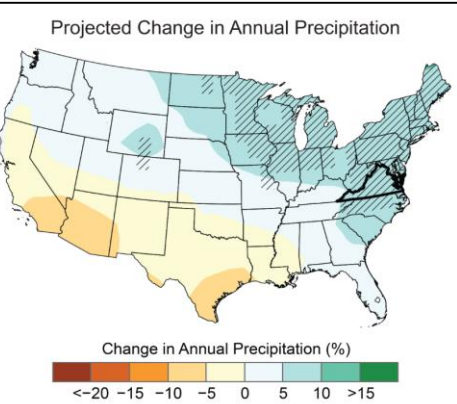 Projected Change in Annual Precipitation
Change in Annual Precipitation (%)
<−20 −15 −10 −5 0 5 10 >15